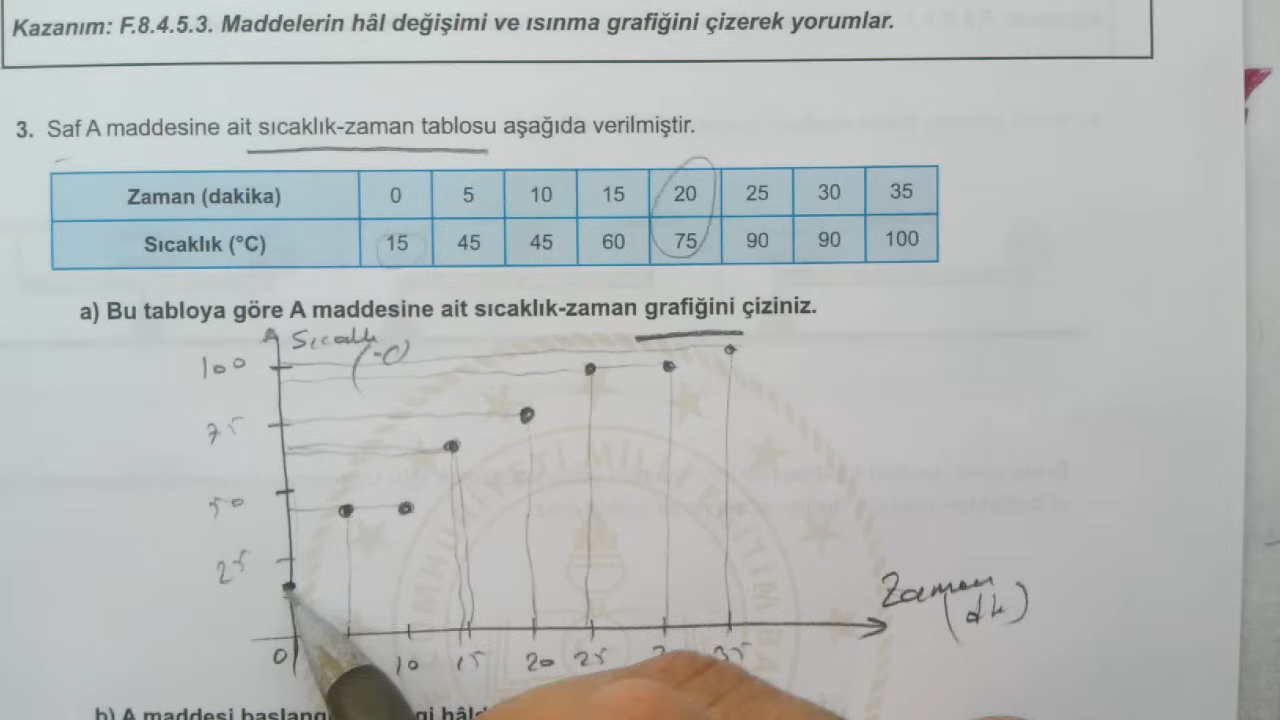 Kazanım: F.8.4.5.3. Maddelerin hâl değişimi ve ısınma grafiğini çizerek yorumlar.
3. Saf A maddesine ait sıcaklık-zaman tablosu aşağıda verilmiştir.
Zaman (dakika) 0 5 10 15 20 25 30 35
Sıcaklık (°C) 15 45 45 60 75 90 90 100
a) Bu tabloya göre A maddesine ait sıcaklık-zaman grafiğini çiziniz.
Sıcaklık
(°C)
100
75
50
25
Zaman
(dk)
0 10 15 20 25 35
b) A maddesi